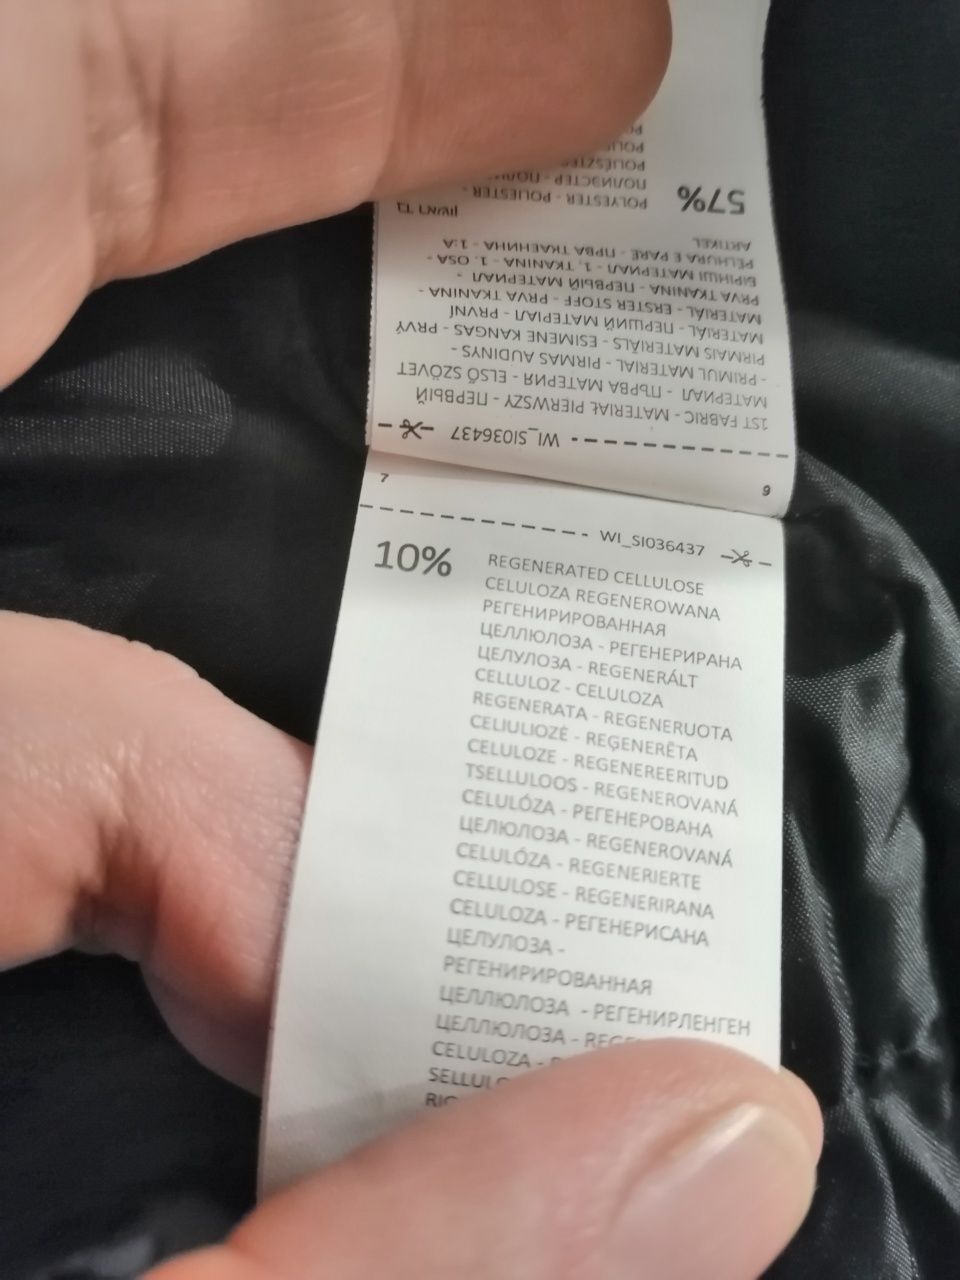 1ST FABRIC - MATERIAŁ PIERWSZY - ПЕРВЫЙ
МАТЕРИАЛ - ПЪРВА МАТЕРИЯ - ELSŐ SZÖVET
- PRIMUL MATERIAL - PIRMAS AUDINYS -
PIRMAIS MATERIĀLS - ESIMENE KANGAS - PRVÝ
MATERIÁL - ПЕРШИЙ МАТЕРІАЛ - PRVNÍ
MATERIÁL - ERSTER STOFF - PRVA TKANINA -
PRVA TKANINA - ПЕРВЫЙ МАТЕРИАЛ -
БІРІНШІ МАТЕРИАЛ - 1. TKANINA - 1. OSA -
PËLHURA E PARË - ПРВА ТКАЕНИНА - 1:A
ARTIKEL
57% POLYESTER - POLIESTER -
ПОЛИЭСТЕР
POLIÉSZTER
WI_SI036437
6
7
WI_SI036437
10% REGENERATED CELLULOSE
CELULOZA REGENEROWANA
РЕГЕНИРИРОВАННАЯ
ЦЕЛЛЮЛОЗА - РЕГЕНЕРИРАНА
ЦЕЛУЛОЗА - REGENERÁLT
CELLULOZ - CELULOZA
REGENERATA - REGENERUOTA
CELIULIOZĖ - REĢENERĒTA
CELULOZE - REGENEREERITUD
TSELLULOOS - REGENEROVANÁ
CELULÓZA - РЕГЕНЕРОВАНА
ЦЕЛЮЛОЗА - REGENEROVANÁ
CELULÓZA - REGENERIERTE
CELLULOSE - REGENERIRANA
CELULOZA - РЕГЕНЕРИСАНА
ЦЕЛУЛОЗА -
РЕГЕНИРИРОВАННАЯ
ЦЕЛЛЮЛОЗА - РЕГЕНИРЛЕНГЕН
ЦЕЛЛЮЛОЗА -
CELULOZA -